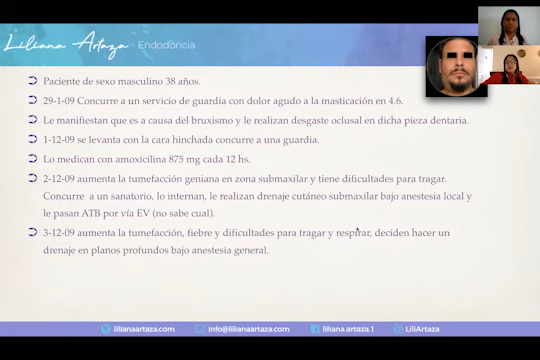 Liliana Artaza Endodoncia
Paciente de sexo masculino 38 años.
29-1-09 Concurre a un servicio de guardia con dolor agudo a la masticación en 4.6.
Le manifiestan que es a causa del bruxismo y le realizan desgaste oclusal en dicha pieza dentaria.
1-12-09 se levanta con la cara hinchada concurre a una guardia.
Lo medican con amoxicilina 875 mg cada 12 hs.
2-12-09 aumenta la tumefacción geniana en zona submaxilar y tiene dificultades para tragar.
Concurre a un sanatorio, lo internan, le realizan drenaje cutáneo submaxilar bajo anestesia local y
le pasan ATB por vía EV (no sabe cual).
3-12-09 aumenta la tumefacción, fiebre y dificultades para tragar y respirar, deciden hacer un
drenaje en planos profundos bajo anestesia general.
lilianaartaza.com info@lilianaartaza.com liliana.artaza.1 LiliArtaza